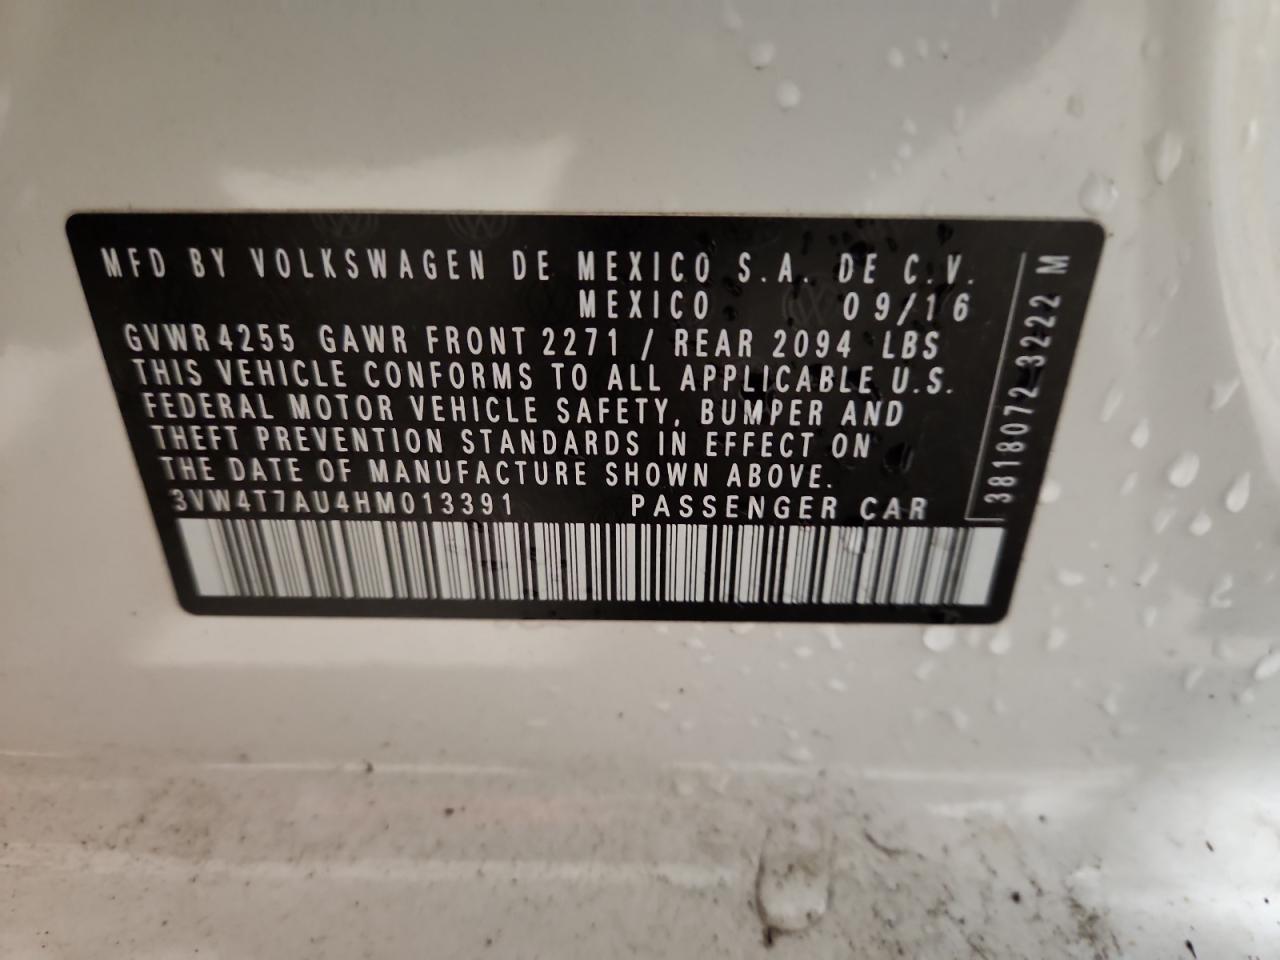 MFD BY VOLKSWAGEN DE MEXICO S.A. DE C.V.
MEXICO 09/16
GVWR 4255 GAWR FRONT 2271 / REAR 2094 LBS
THIS VEHICLE CONFORMS TO ALL APPLICABLE U.S.
FEDERAL MOTOR VEHICLE SAFETY, BUMPER AND
THEFT PREVENTION STANDARDS IN EFFECT ON
THE DATE OF MANUFACTURE SHOWN ABOVE.
3VW4T7AU4HM013391 PASSENGER CAR
3818072-3222 M